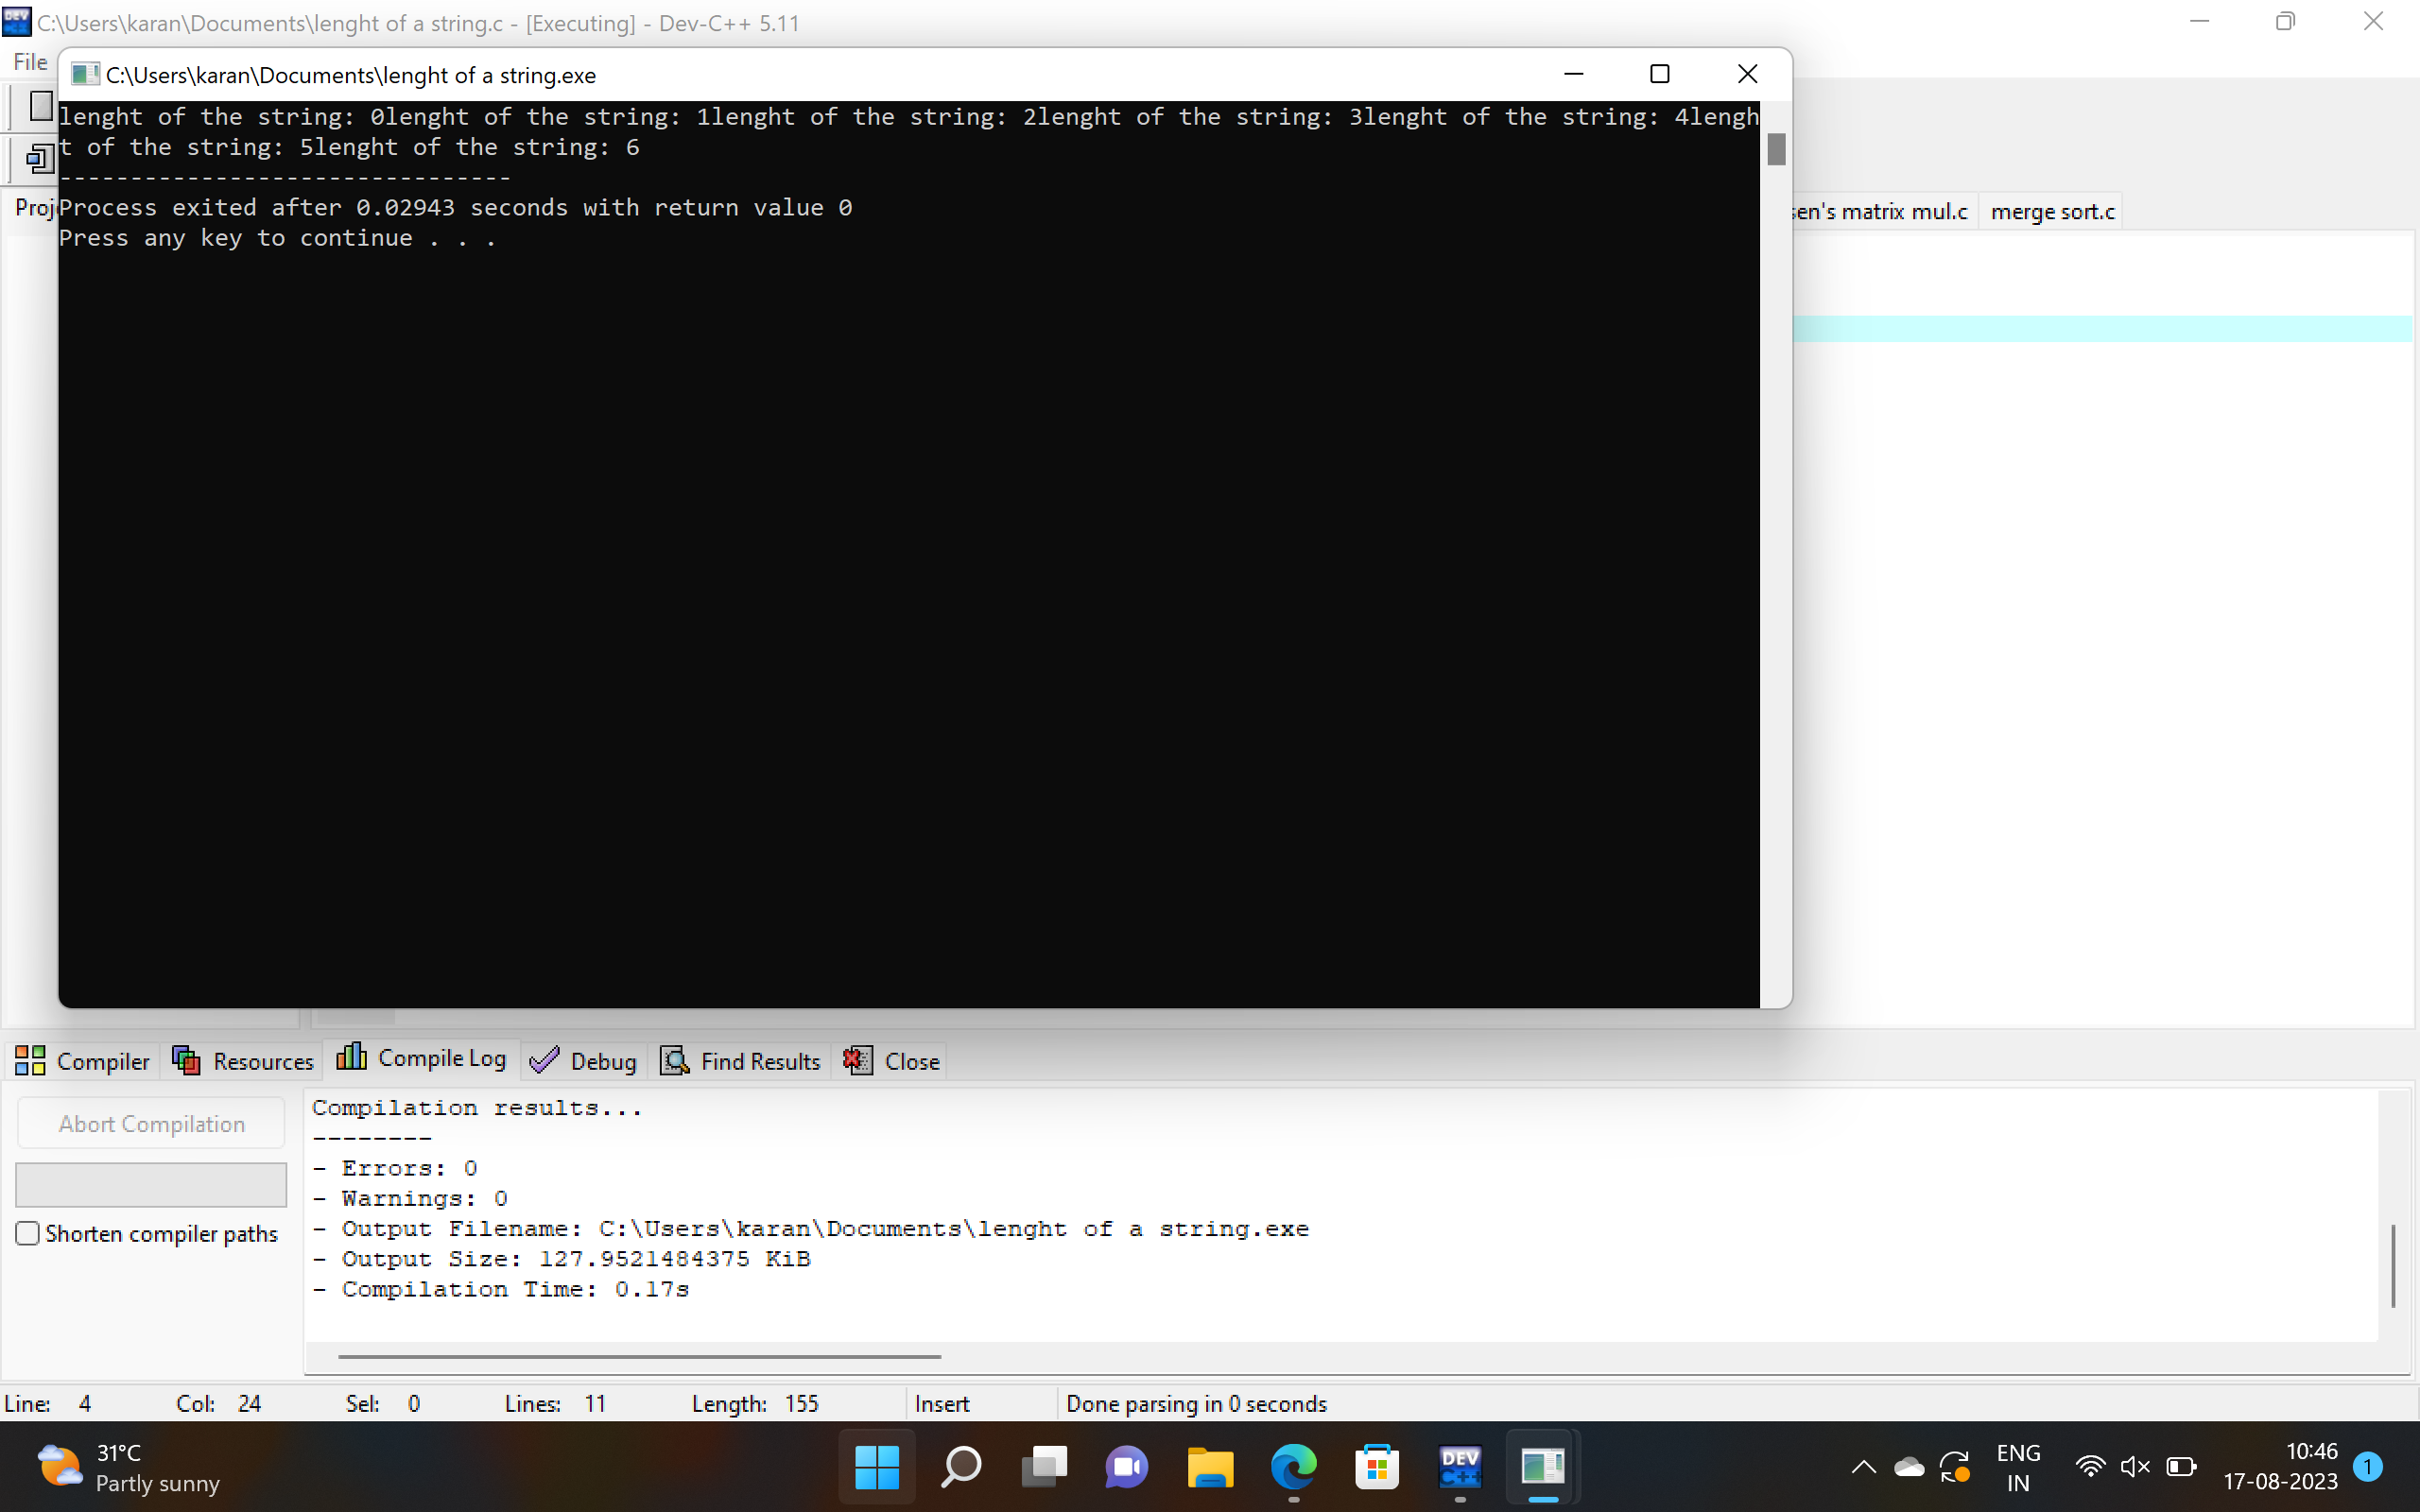 C:\Users\karan\Documents\lenght of a string.c - [Executing] - Dev-C++ 5.11
File
C:\Users\karan\Documents\lenght of a string.exe
lenght of the string: 0lenght of the string: 1lenght of the string: 2lenght of the string: 3lenght of the string: 4lengh
t of the string: 5lenght of the string: 6
--------------------------------
Process exited after 0.02943 seconds with return value 0
Press any key to continue . . .
Proj
sen's matrix mul.c merge sort.c
Compiler Resources Compile Log Debug Find Results Close
Abort Compilation
Shorten compiler paths
Compilation results...
--------
- Errors: 0
- Warnings: 0
- Output Filename: C:\Users\karan\Documents\lenght of a string.exe
- Output Size: 127.9521484375 KiB
- Compilation Time: 0.17s
Line: 4 Col: 24 Sel: 0 Lines: 11 Length: 155 Insert Done parsing in 0 seconds
31°C
Partly sunny
DEV
C++
ENG
IN
10:46
17-08-2023
1